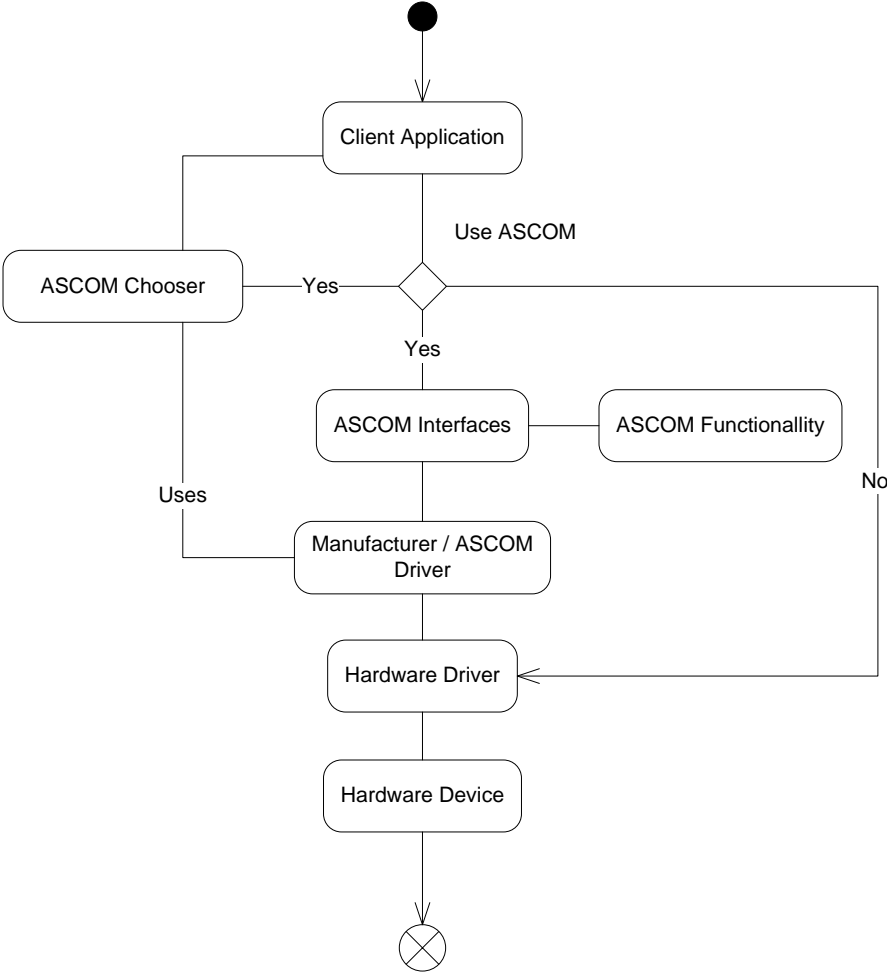 Client Application
Use ASCOM
ASCOM Chooser
Yes
Yes
ASCOM Interfaces
ASCOM Functionallity
No
Uses
Manufacturer / ASCOM
Driver
Hardware Driver
Hardware Device